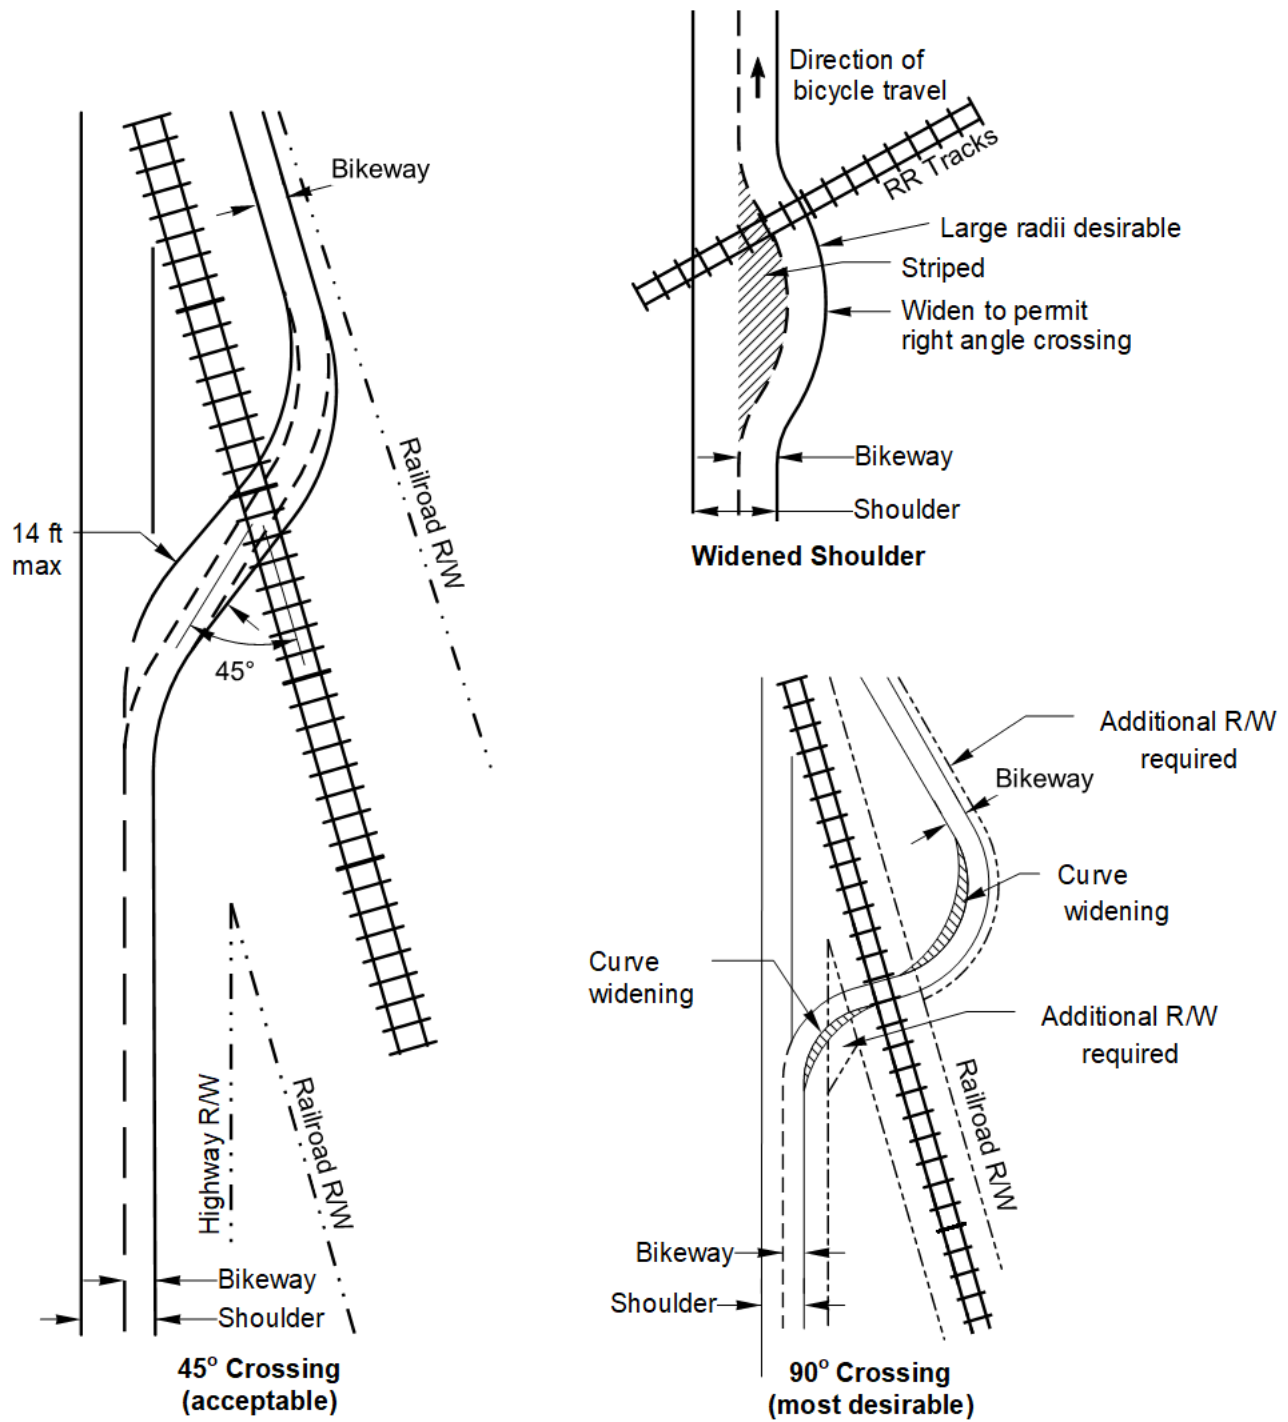 Bikeway
14 ft
max
45°
Railroad R/W
Highway R/W
Railroad R/W
Bikeway
Shoulder
45° Crossing
(acceptable)
Direction of
bicycle travel
RR Tracks
Large radii desirable
Striped
Widen to permit
right angle crossing
Bikeway
Shoulder
Widened Shoulder
Additional R/W
required
Bikeway
Curve
widening
Curve
widening
Additional R/W
required
Railroad R/W
Bikeway
Shoulder
90° Crossing
(most desirable)